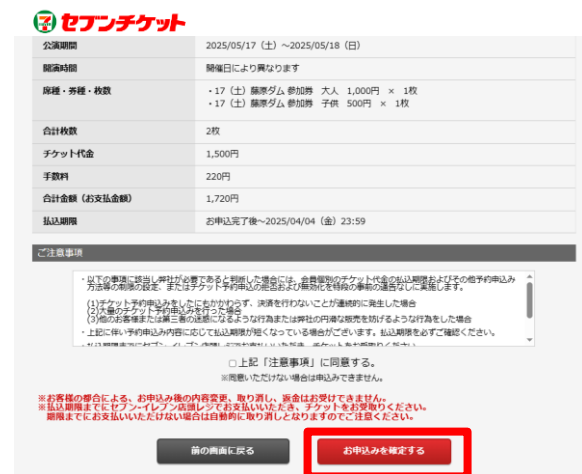 セブンチケット
公演期間 2025/05/17（土）～2025/05/18（日）
開演時間 開催日により異なります
席種・券種・枚数 ・17（土）藤原ダム 参加券 大人 1,000円 × 1枚
・17（土）藤原ダム 参加券 子供 500円 × 1枚
合計枚数 2枚
チケット代金 1,500円
手数料 220円
合計金額（お支払金額） 1,720円
払込期限 お申込完了後～2025/04/04（金）23:59
ご注意事項
・以下の事項に該当し弊社が必要であると判断した場合には、会員個別のチケット代金の払込期限およびその他予約申込み
方法等の制限の設定、またはチケット予約申込の拒否および無効化を特段の事前の通告なしに実施します。
(1)チケット予約申込みをしたにもかかわらず、決済を行わないことが連続的に発生した場合
(2)大量のチケット予約申込みを行った場合
(3)他のお客様または第三者の迷惑になるような行為または弊社の円滑な販売を妨げるような行為をした場合
・上記に伴い予約申込み内容に応じて払込期限が短くなっている場合がございます。払込期限を必ずご確認ください。
上記「注意事項」に同意する。
※同意いただけない場合は申込みできません。
※お客様の都合による、お申込み後の内容変更、取り消し、返金はお受けできません。
※払込期限までにセブン-イレブン店頭レジでお支払いいただき、チケットをお受取りください。
期限までにお支払いいただけない場合は自動的に取り消しとなりますのでご注意ください。
前の画面に戻る お申込みを確定する